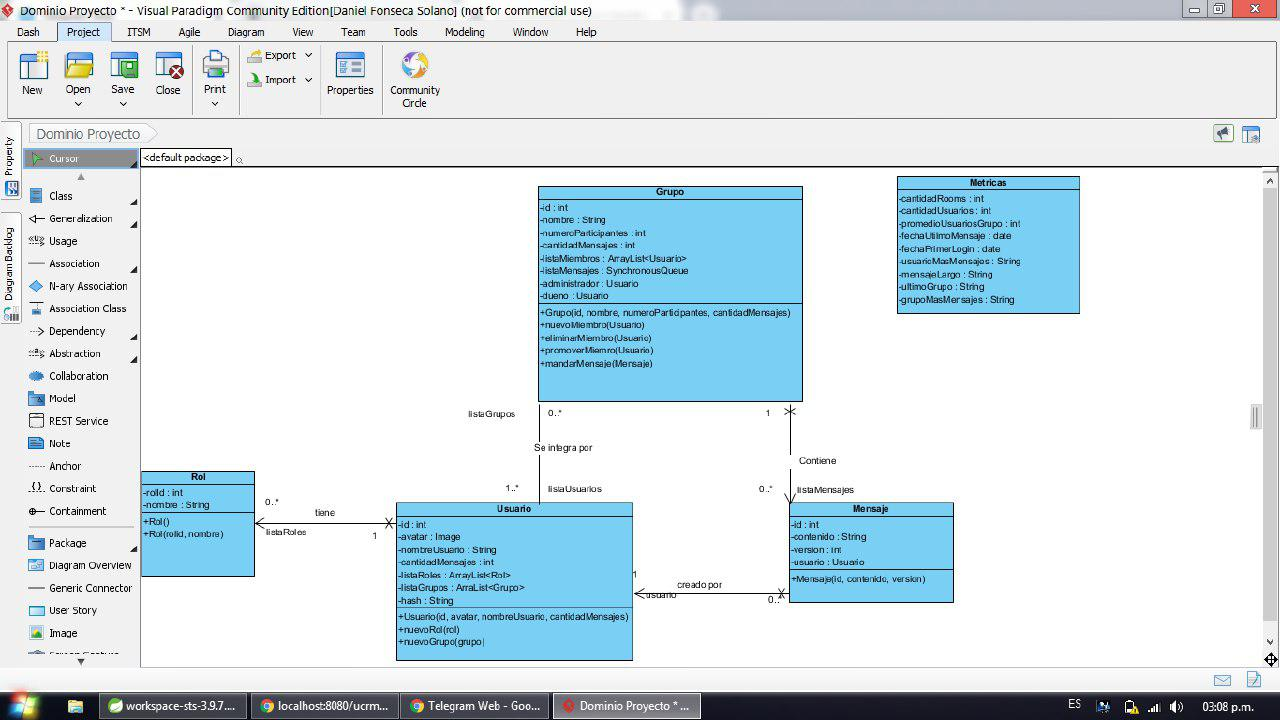 Dominio Proyecto * - Visual Paradigm Community Edition[Daniel Fonseca Solano] (not for commercial use)
Dash Project ITSM Agile Diagram View Team Tools Modeling Window Help
New Open Save Close Print Export Import Properties Community Circle
Property
Diagram Backlog
Dominio Proyecto
Cursor
Class
Generalization
Usage
Association
N-ary Association
Association Class
Dependency
Abstraction
Collaboration
Model
REST Service
Note
Anchor
Constraint
Containment
Package
Diagram Overview
Generic Connector
User Story
Image
<default package>
Grupo
-id : int
-nombre : String
-numeroParticipantes : int
-cantidadMensajes : int
-listaMiembros : ArrayList<Usuario>
-listaMensajes : SynchronousQueue
-administrador : Usuario
-dueno : Usuario
+Grupo(id, nombre, numeroParticipantes, cantidadMensajes)
+nuevoMiembro(Usuario)
+eliminarMiembro(Usuario)
+promoverMiemro(Usuario)
+mandarMensaje(Mensaje)
Metricas
-cantidadRooms : int
-cantidadUsuarios : int
-promedioUsuariosGrupo : int
-fechaUtilmoMensaje : date
-fechaPrimerLogin : date
-usuarioMasMensajes : String
-mensajeLargo : String
-ultimoGrupo : String
-grupoMasMensajes : String
listaGrupos 0..*
Se integra por
1..* listaUsuarios
1
Contiene
0..* listaMensajes
Rol
-rolId : int
-nombre : String
+Rol()
+Rol(rolId, nombre)
0..*
tiene
listaRoles
1
Usuario
-id : int
-avatar : Image
-nombreUsuario : String
-cantidadMensajes : int
-listaRoles : ArrayList<Rol>
-listaGrupos : ArraList<Grupo>
-hash : String
+Usuario(id, avatar, nombreUsuario, cantidadMensajes)
+nuevoRol(rol)
+nuevoGrupo(grupo)
1
creado por
usuario
0..*
Mensaje
-id : int
-contenido : String
-version : int
-usuario : Usuario
+Mensaje(id, contenido, version)
workspace-sts-3.9.7....
localhost:8080/ucrm...
Telegram Web - Goo...
Dominio Proyecto * ...
ES
03:08 p.m.